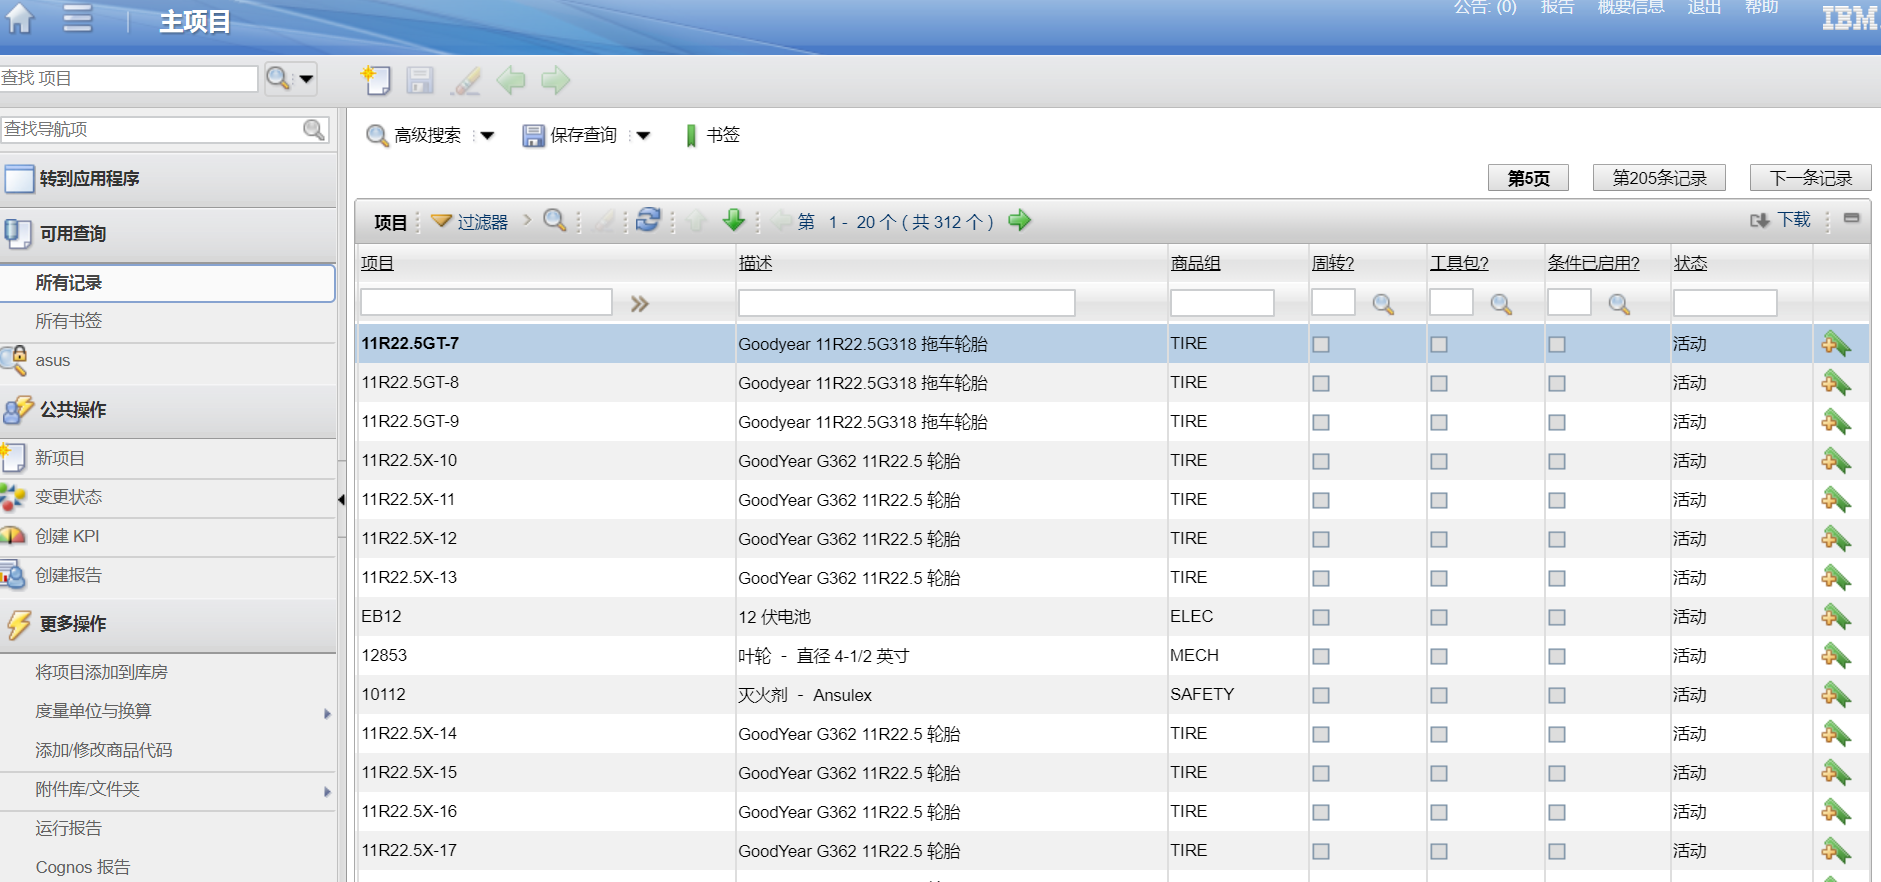 公告: (0) 报告 概要信息 退出 帮助
主项目 IBM
查找 项目
查找导航项
高级搜索 保存查询 书签
转到应用程序
第5页 第205条记录 下一条记录
项目 过滤器 第 1 - 20 个 ( 共 312 个 ) 下载
可用查询
项目 描述 商品组 周转? 工具包? 条件已启用? 状态
所有记录
所有书签
asus
公共操作
新项目
变更状态
创建 KPI
创建报告
更多操作
将项目添加到库房
度量单位与换算
添加/修改商品代码
附件库/文件夹
运行报告
Cognos 报告
11R22.5GT-7 Goodyear 11R22.5G318 拖车轮胎 TIRE 活动
11R22.5GT-8 Goodyear 11R22.5G318 拖车轮胎 TIRE 活动
11R22.5GT-9 Goodyear 11R22.5G318 拖车轮胎 TIRE 活动
11R22.5X-10 GoodYear G362 11R22.5 轮胎 TIRE 活动
11R22.5X-11 GoodYear G362 11R22.5 轮胎 TIRE 活动
11R22.5X-12 GoodYear G362 11R22.5 轮胎 TIRE 活动
11R22.5X-13 GoodYear G362 11R22.5 轮胎 TIRE 活动
EB12 12 伏电池 ELEC 活动
12853 叶轮 - 直径 4-1/2 英寸 MECH 活动
10112 灭火剂 - Ansulex SAFETY 活动
11R22.5X-14 GoodYear G362 11R22.5 轮胎 TIRE 活动
11R22.5X-15 GoodYear G362 11R22.5 轮胎 TIRE 活动
11R22.5X-16 GoodYear G362 11R22.5 轮胎 TIRE 活动
11R22.5X-17 GoodYear G362 11R22.5 轮胎 TIRE 活动